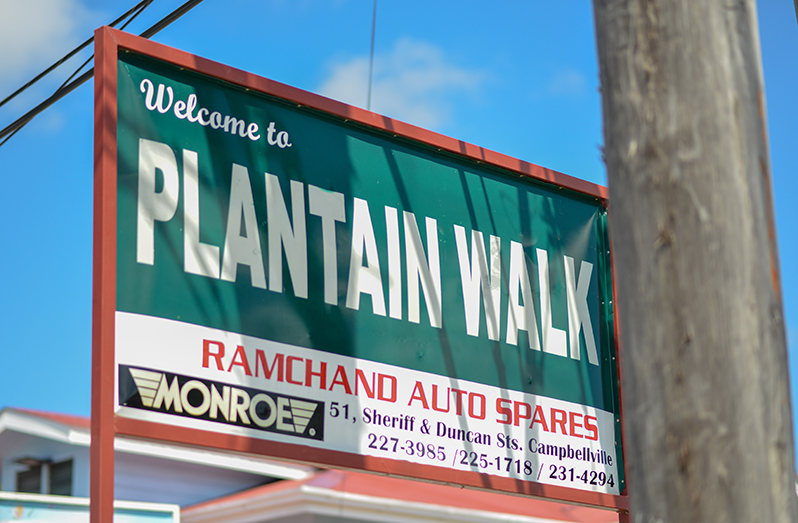 Welcome to
PLANTAIN WALK
RAMCHAND AUTO SPARES
MONROE
51, Sheriff & Duncan Sts. Campbellville
227-3985 / 225-1718 / 231-4294